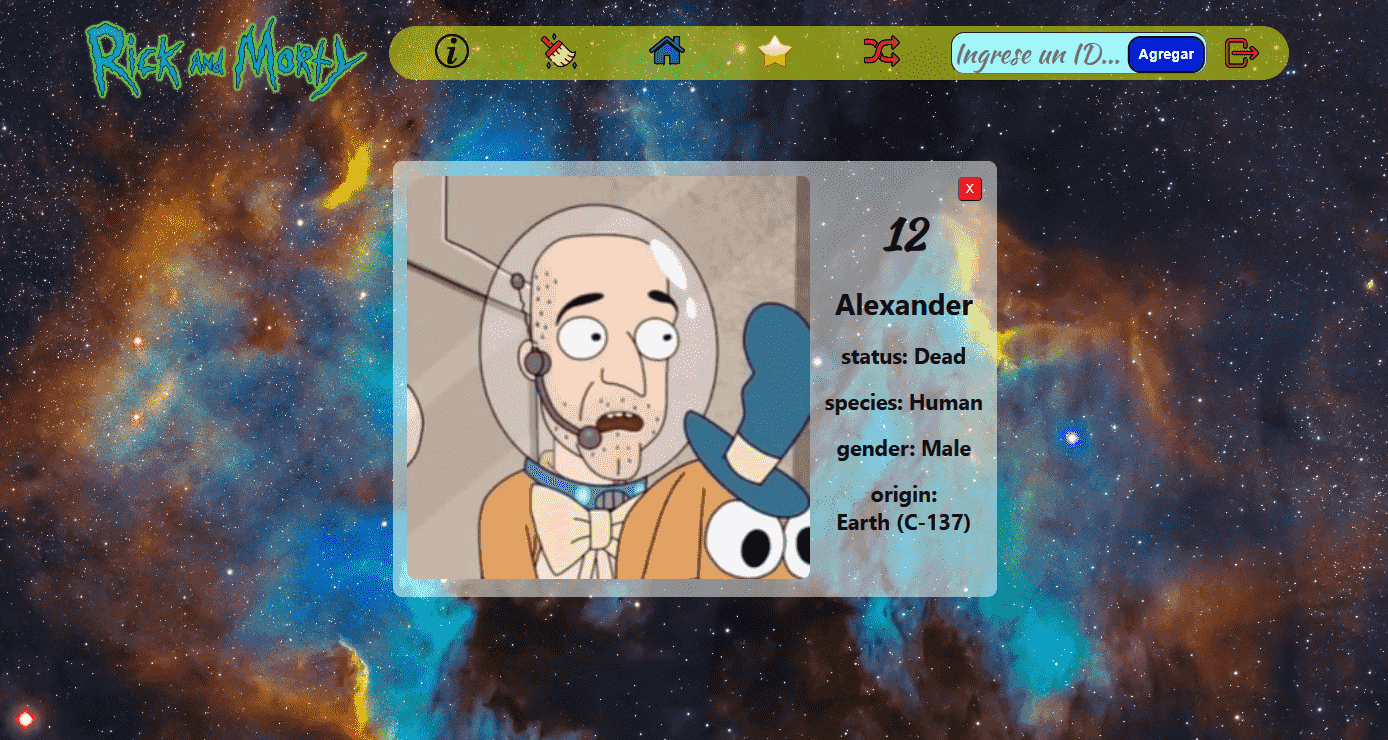 Rick and Morty
i
Ingrese un ID...
Agregar
X
12
Alexander
status: Dead
species: Human
gender: Male
origin:
Earth (C-137)